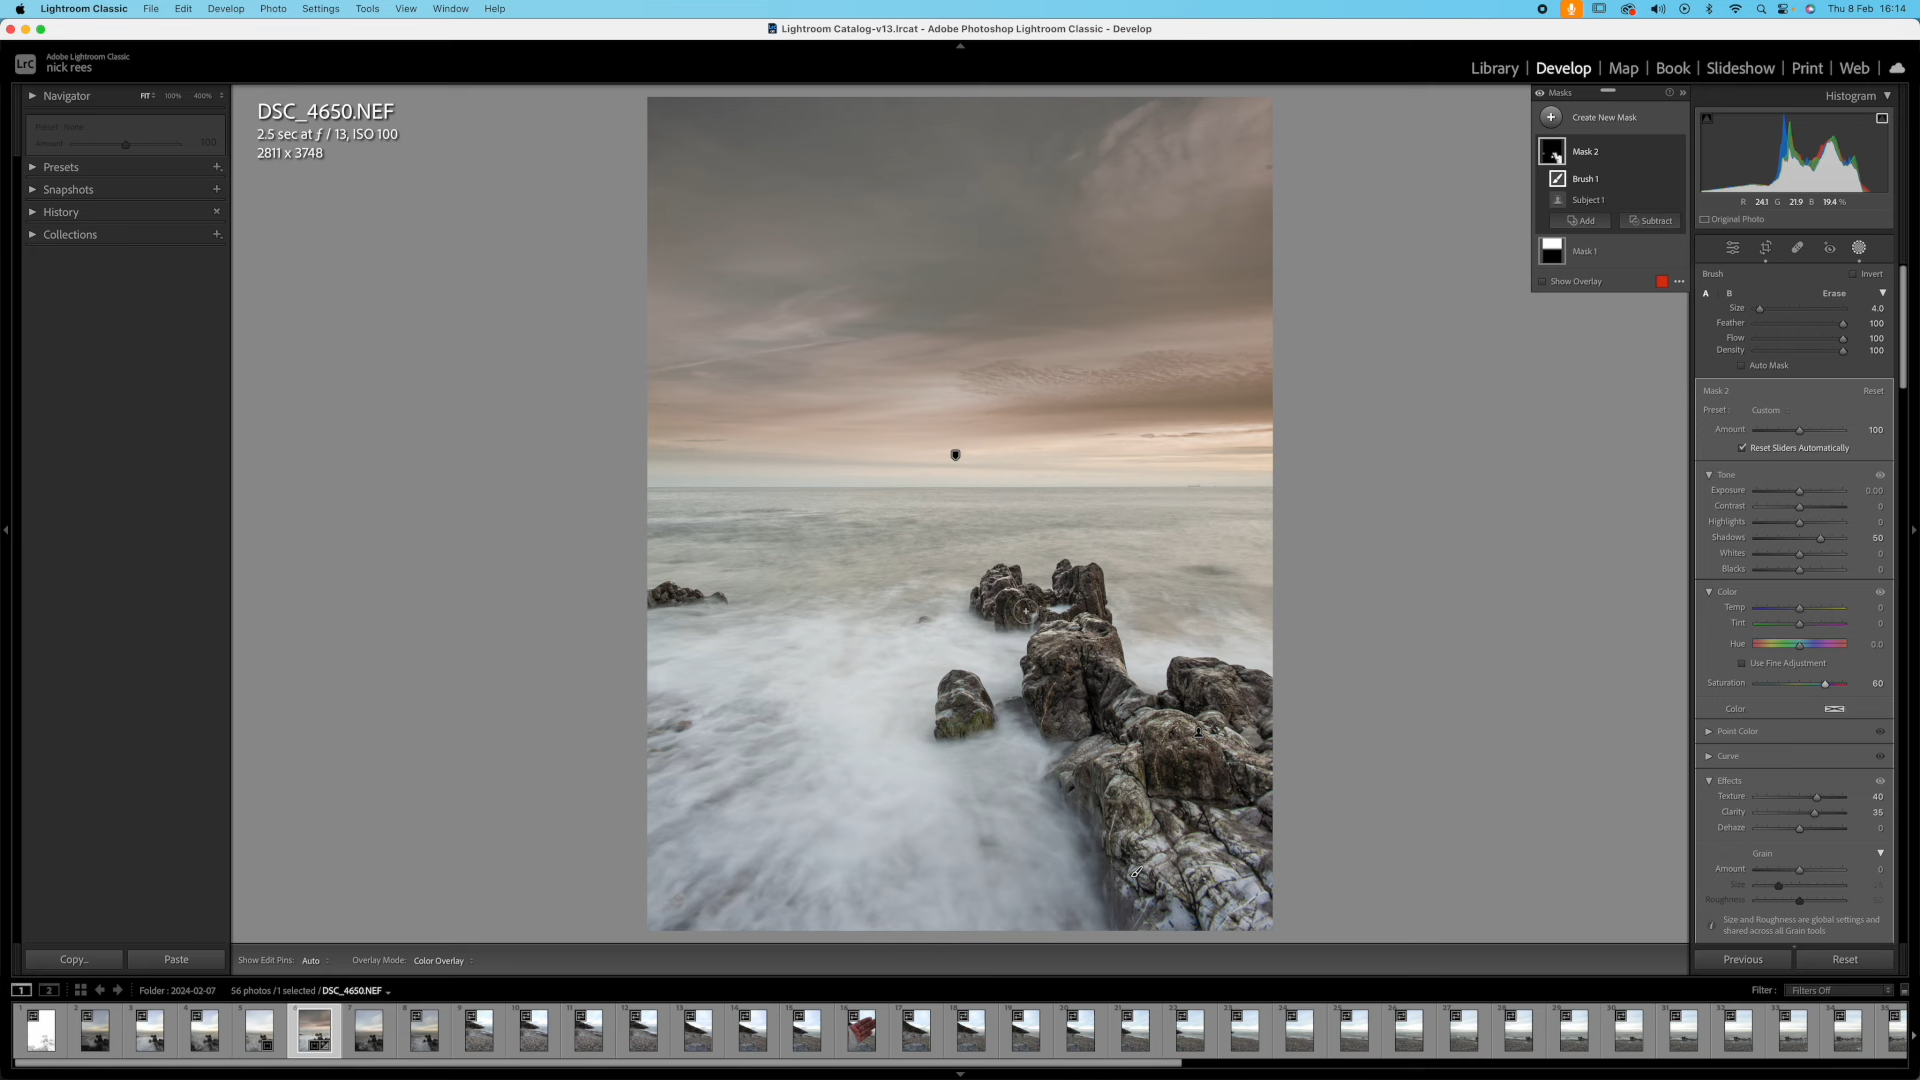 Lightroom Classic File Edit Develop Photo Settings Tools View Window Help
Thu 8 Feb 16:14
Lightroom Catalog-v13.lrcat - Adobe Photoshop Lightroom Classic - Develop
LrC
Adobe Lightroom Classic
nick rees
Library | Develop | Map | Book | Slideshow | Print | Web
Navigator FIT 100% 400%
Preset: None
Amount 100
Presets
Snapshots
History
Collections
DSC_4650.NEF
2.5 sec at ƒ / 13, ISO 100
2811 x 3748
Masks
Create New Mask
Mask 2
Brush 1
Subject 1
Add Subtract
Mask 1
Show Overlay
Histogram
R 24.1 G 21.9 B 19.4 %
Original Photo
Brush Invert
A B Erase
Size 4.0
Feather 100
Flow 100
Density 100
Auto Mask
Mask 2 Reset
Preset: Custom
Amount 100
Reset Sliders Automatically
Tone
Exposure 0.00
Contrast 0
Highlights 0
Shadows 50
Whites 0
Blacks 0
Color
Temp 0
Tint 0
Hue 0.0
Use Fine Adjustment
Saturation 60
Color
Point Color
Curve
Effects
Texture 40
Clarity 35
Dehaze 0
Grain
Amount 0
Size
Roughness
Size and Roughness are global settings and
shared across all Grain tools
Copy... Paste
Show Edit Pins: Auto Overlay Mode: Color Overlay
Previous Reset
1 2 Folder : 2024-02-07 56 photos / 1 selected / DSC_4650.NEF
Filter : Filters Off